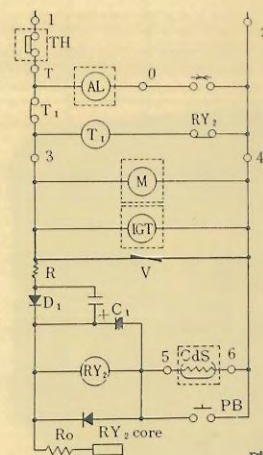 1
TH
T
AL 0
T₁
T₁ RY₂
3 4
M
IGT
R V
D₁ C₁
+
5 CdS 6
RY₂
PB
Ro RY₂ core